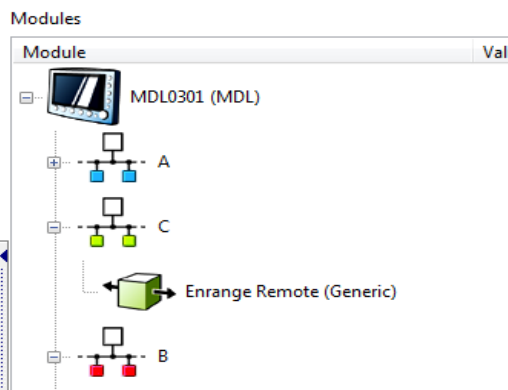 Modules
Module Val
MDL0301 (MDL)
A
C
Enrange Remote (Generic)
B